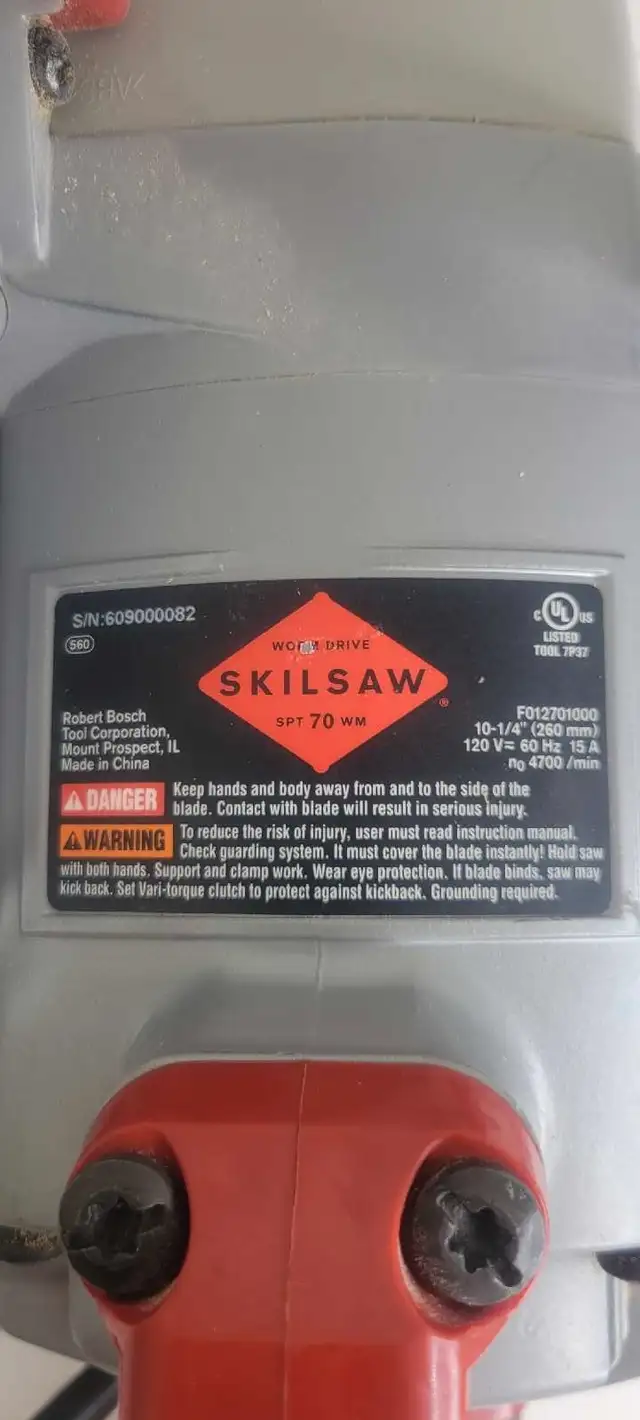 S/N:609000082
560
WORM DRIVE
SKILSAW®
SPT 70 WM
C UL US
LISTED
TOOL 7P37
Robert Bosch
Tool Corporation,
Mount Prospect, IL
Made in China
F012701000
10-1/4" (260 mm)
120 V= 60 Hz 15 A
n0 4700 /min
DANGER
Keep hands and body away from and to the side of the
blade. Contact with blade will result in serious injury.
WARNING
To reduce the risk of injury, user must read instruction manual.
Check guarding system. It must cover the blade instantly! Hold saw
with both hands. Support and clamp work. Wear eye protection. If blade binds, saw may
kick back. Set Vari-torque clutch to protect against kickback. Grounding required.